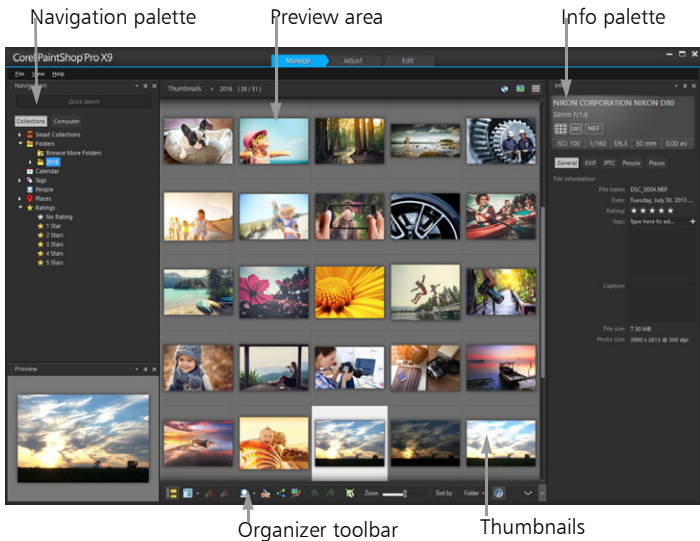 Navigation palette
Preview area
Info palette
Corel PaintShop Pro X9
Manage
Adjust
Edit
File View Help
Navigation
Quick Search
Collections Computer
Smart Collections
Folders
Browse More Folders
2016
Calendar
Tags
People
Places
Ratings
No Rating
1 Star
2 Stars
3 Stars
4 Stars
5 Stars
Preview
Thumbnails 2016 ( 38 / 51 )
NIKON CORPORATION NIKON D80
50mm F/1.6
NEF
ISO 100 1/160 f/6.3 50 mm 0.00 ev
General EXIF IPTC People Places
File information
File name: DSC_0004.NEF
Date: Tuesday, July 30, 2013 ...
Rating: ★ ★ ★ ★ ★
Tags: Type here to ad... +
Caption:
File size: 7.30 MB
Photo size: 3900 x 2613 @ 300 dpi
Zoom
Sort by : Folder
Organizer toolbar
Thumbnails